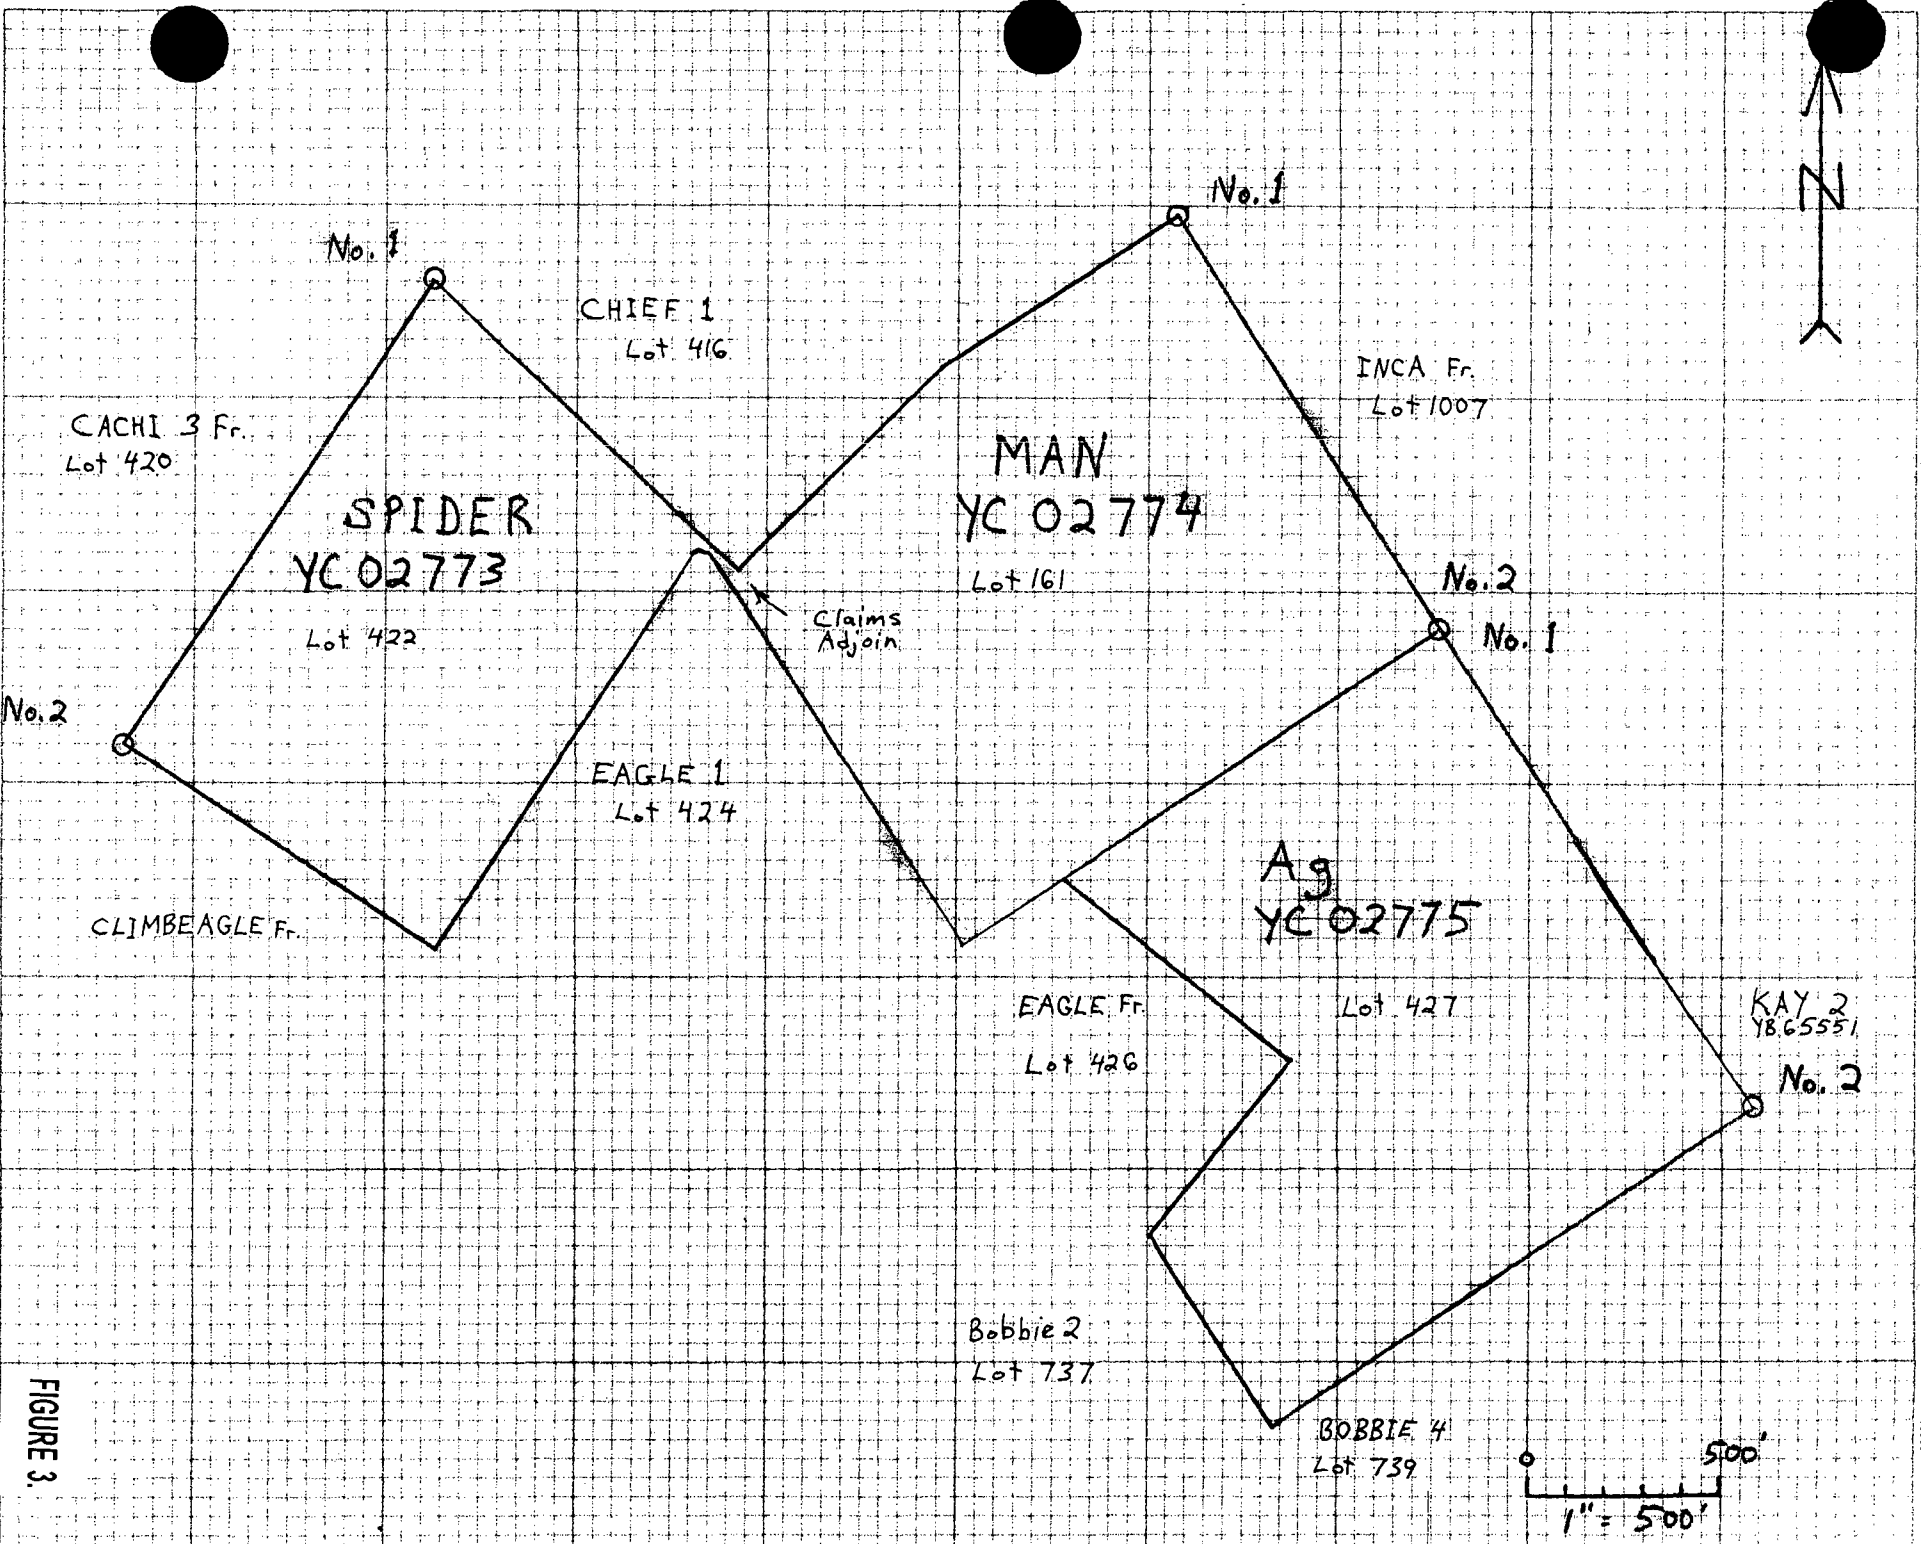 N
No. 1
No. 1
CHIEF 1
Lot 416
INCA Fr.
Lot 1007
CACHI 3 Fr.
Lot 420
MAN
YC 02774
Lot 161
SPIDER
YC 02773
Lot 422
Claims
Adjoin
No. 2
No. 1
No. 2
EAGLE 1
Lot 424
CLIMBEAGLE Fr.
Ag
YC 02775
Lot 427
EAGLE Fr.
Lot 426
KAY 2
YB65551
No. 2
Bobbie 2
Lot 737
BOBBIE 4
Lot 739
0 500'
1" = 500'
FIGURE 3.